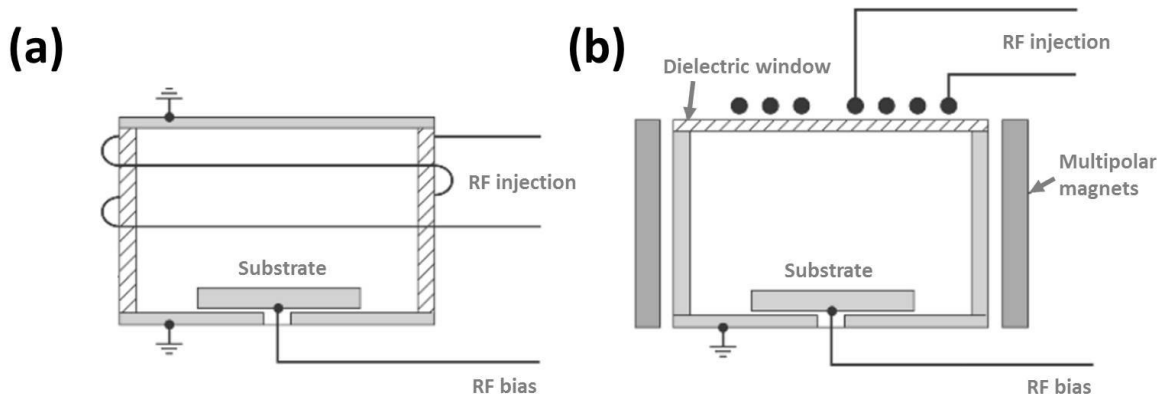 (a)
RF injection
Substrate
RF bias
(b)
RF injection
Dielectric window
Multipolar
magnets
Substrate
RF bias